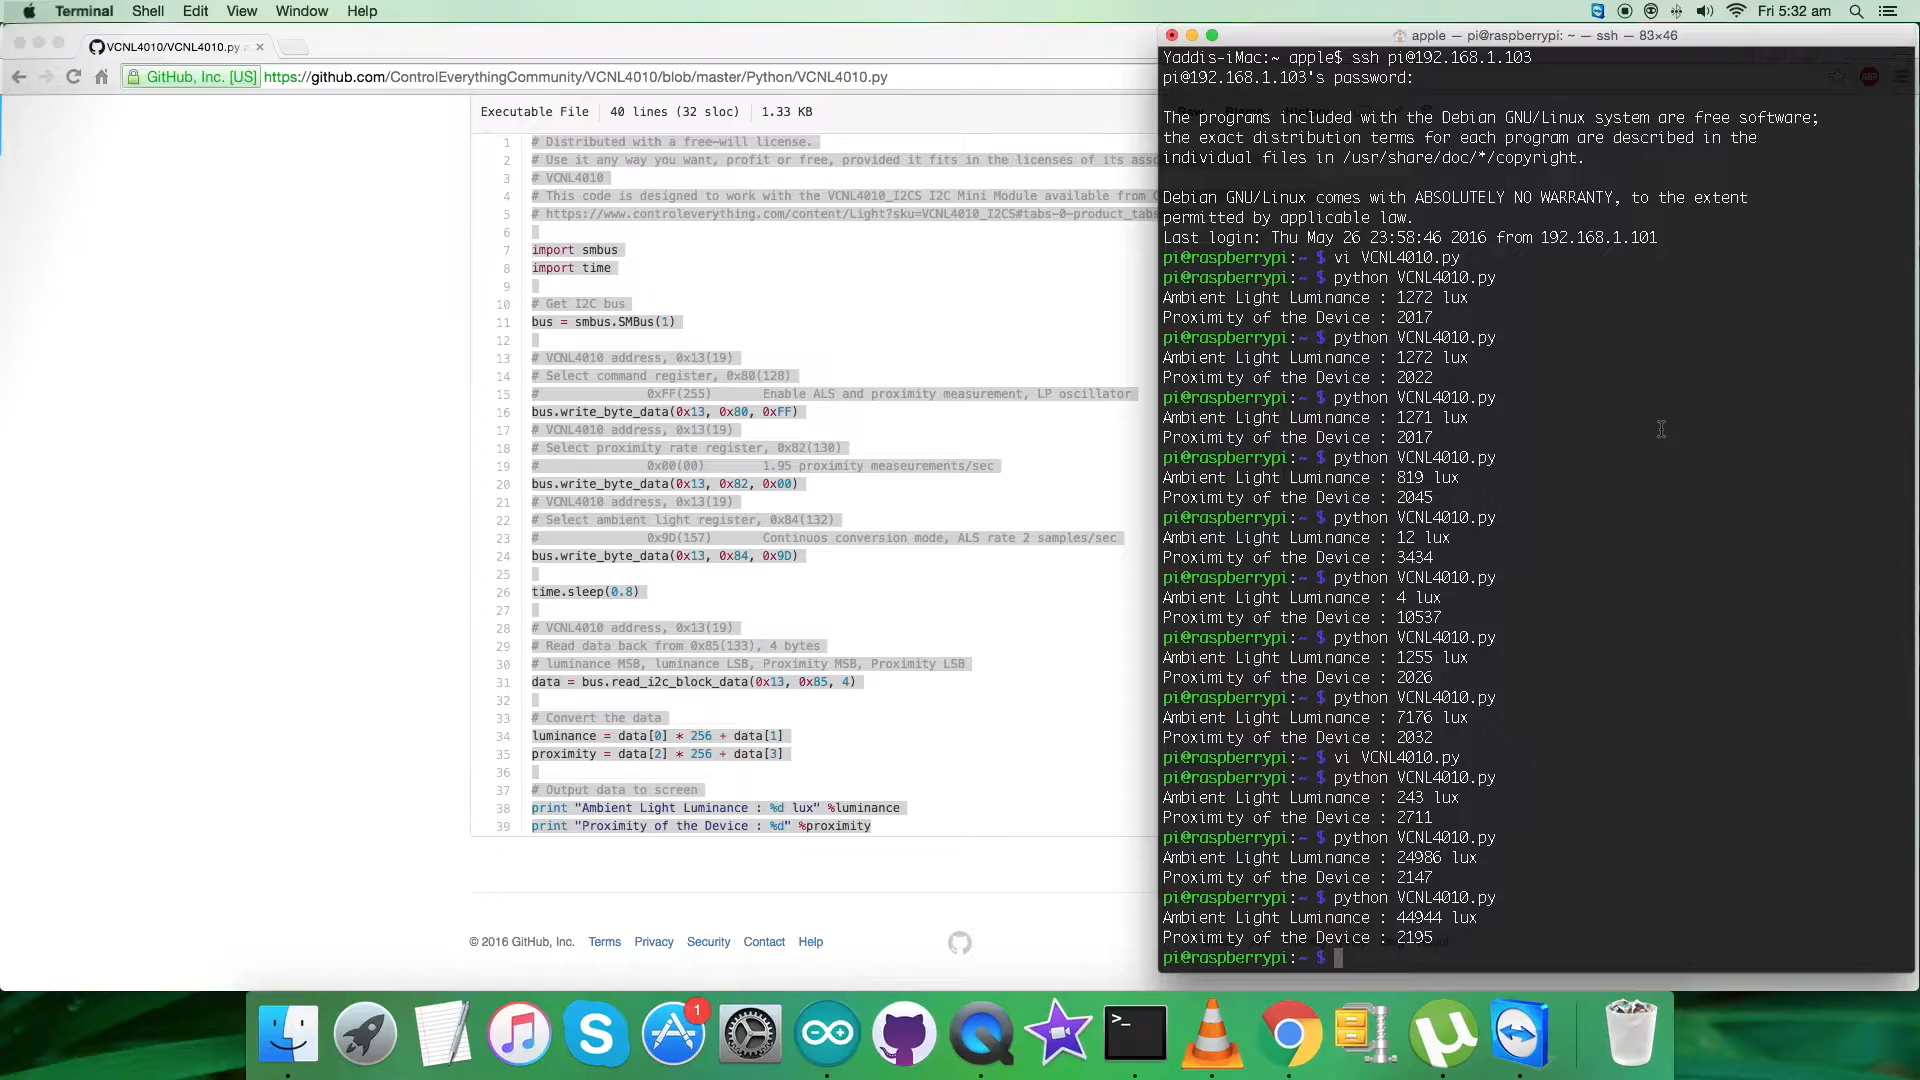 Terminal Shell Edit View Window Help
Fri 5:32 am
VCNL4010/VCNL4010.py
GitHub, Inc. [US] https://github.com/ControlEverythingCommunity/VCNL4010/blob/master/Python/VCNL4010.py
ABP
Executable File 40 lines (32 sloc) 1.33 KB
1 # Distributed with a free-will license.
2 # Use it any way you want, profit or free, provided it fits in the licenses of its
3 # VCNL4010
4 # This code is designed to work with the VCNL4010_I2CS I2C Mini Module available from
5 # https://www.controleverything.com/content/Light?sku=VCNL4010_I2CS#tabs-0-product_tabs
6
7 import smbus
8 import time
9
10 # Get I2C bus
11 bus = smbus.SMBus(1)
12
13 # VCNL4010 address, 0x13(19)
14 # Select command register, 0x80(128)
15 # 0xFF(255) Enable ALS and proximity measurement, LP oscillator
16 bus.write_byte_data(0x13, 0x80, 0xFF)
17 # VCNL4010 address, 0x13(19)
18 # Select proximity rate register, 0x82(130)
19 # 0x00(00) 1.95 proximity measeurements/sec
20 bus.write_byte_data(0x13, 0x82, 0x00)
21 # VCNL4010 address, 0x13(19)
22 # Select ambient light register, 0x84(132)
23 # 0x9D(157) Continuos conversion mode, ALS rate 2 samples/sec
24 bus.write_byte_data(0x13, 0x84, 0x9D)
25
26 time.sleep(0.8)
27
28 # VCNL4010 address, 0x13(19)
29 # Read data back from 0x85(133), 4 bytes
30 # luminance MSB, luminance LSB, Proximity MSB, Proximity LSB
31 data = bus.read_i2c_block_data(0x13, 0x85, 4)
32
33 # Convert the data
34 luminance = data[0] * 256 + data[1]
35 proximity = data[2] * 256 + data[3]
36
37 # Output data to screen
38 print "Ambient Light Luminance : %d lux" %luminance
39 print "Proximity of the Device : %d" %proximity
© 2016 GitHub, Inc. Terms Privacy Security Contact Help
apple — pi@raspberrypi: ~ — ssh — 83×46
Yaddis-iMac:~ apple$ ssh pi@192.168.1.103
pi@192.168.1.103's password:
The programs included with the Debian GNU/Linux system are free software;
the exact distribution terms for each program are described in the
individual files in /usr/share/doc/*/copyright.
Debian GNU/Linux comes with ABSOLUTELY NO WARRANTY, to the extent
permitted by applicable law.
Last login: Thu May 26 23:58:46 2016 from 192.168.1.101
pi@raspberrypi:~ $ vi VCNL4010.py
pi@raspberrypi:~ $ python VCNL4010.py
Ambient Light Luminance : 1272 lux
Proximity of the Device : 2017
pi@raspberrypi:~ $ python VCNL4010.py
Ambient Light Luminance : 1272 lux
Proximity of the Device : 2022
pi@raspberrypi:~ $ python VCNL4010.py
Ambient Light Luminance : 1271 lux
Proximity of the Device : 2017
pi@raspberrypi:~ $ python VCNL4010.py
Ambient Light Luminance : 819 lux
Proximity of the Device : 2045
pi@raspberrypi:~ $ python VCNL4010.py
Ambient Light Luminance : 12 lux
Proximity of the Device : 3434
pi@raspberrypi:~ $ python VCNL4010.py
Ambient Light Luminance : 4 lux
Proximity of the Device : 10537
pi@raspberrypi:~ $ python VCNL4010.py
Ambient Light Luminance : 1255 lux
Proximity of the Device : 2026
pi@raspberrypi:~ $ python VCNL4010.py
Ambient Light Luminance : 7176 lux
Proximity of the Device : 2032
pi@raspberrypi:~ $ vi VCNL4010.py
pi@raspberrypi:~ $ python VCNL4010.py
Ambient Light Luminance : 243 lux
Proximity of the Device : 2711
pi@raspberrypi:~ $ python VCNL4010.py
Ambient Light Luminance : 24986 lux
Proximity of the Device : 2147
pi@raspberrypi:~ $ python VCNL4010.py
Ambient Light Luminance : 44944 lux
Proximity of the Device : 2195
pi@raspberrypi:~ $
1